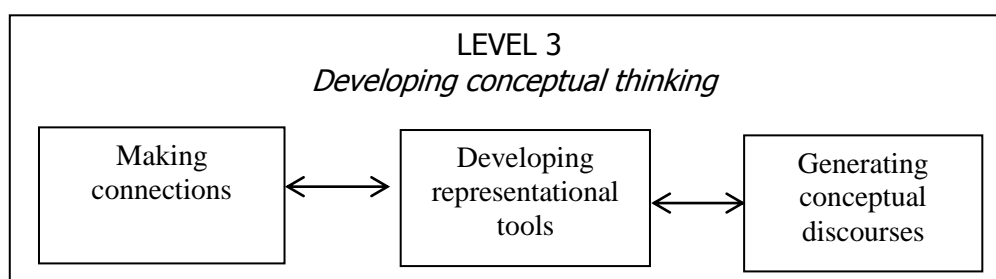 LEVEL 3
Developing conceptual thinking
Making
connections
Developing
representational
tools
Generating
conceptual
discourses